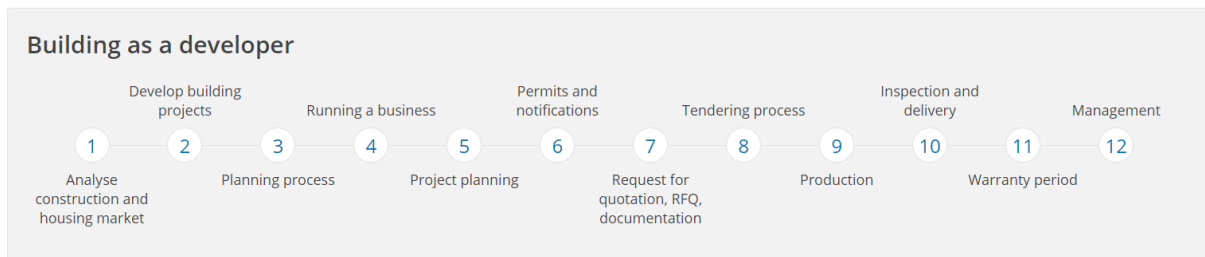 Building as a developer
Develop building
projects
Running a business
Permits and
notifications
Tendering process
Inspection and
delivery
Management
1
2
3
4
5
6
7
8
9
10
11
12
Analyse
construction and
housing market
Planning process
Project planning
Request for
quotation, RFQ,
documentation
Production
Warranty period